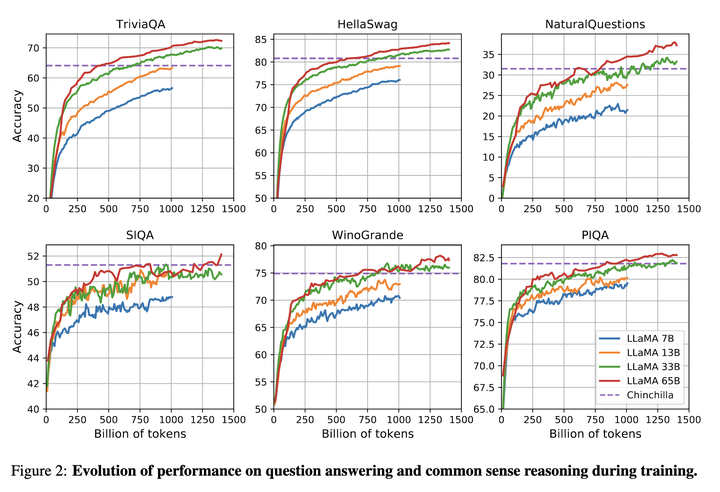 TriviaQA
HellaSwag
NaturalQuestions
Accuracy
70
60
50
40
30
20
0 250 500 750 1000 1250 1500
85
80
75
70
65
60
55
50
0 250 500 750 1000 1250 1500
35
30
25
20
15
10
5
0
0 250 500 750 1000 1250 1500
SIQA
WinoGrande
PIQA
Accuracy
52
50
48
46
44
42
40
0 250 500 750 1000 1250 1500
Billion of tokens
80
75
70
65
60
55
50
0 250 500 750 1000 1250 1500
Billion of tokens
82.5
80.0
77.5
75.0
72.5
70.0
67.5
65.0
0 250 500 750 1000 1250 1500
Billion of tokens
LLaMA 7B
LLaMA 13B
LLaMA 33B
LLaMA 65B
Chinchilla
Figure 2: Evolution of performance on question answering and common sense reasoning during training.